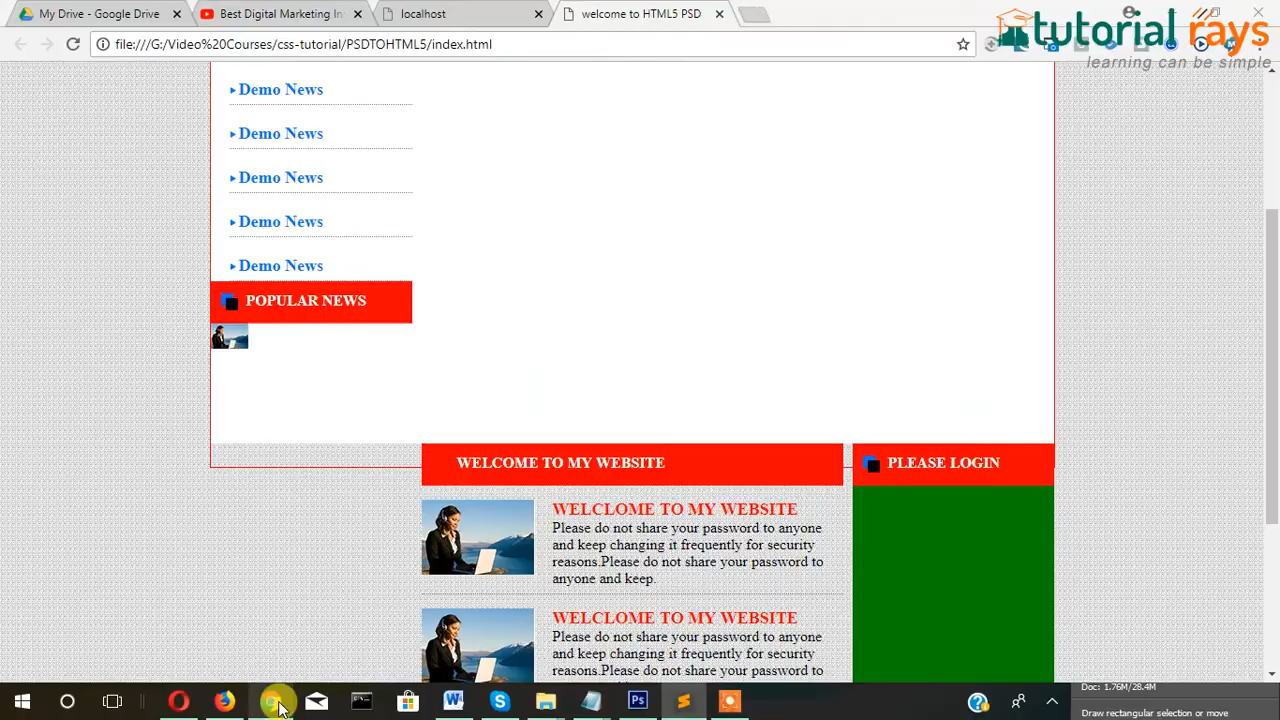 My Drive - Google Drive
Best Digital Marketing In
localhost
welcome to HTML5 PSD
file:///G:/Video%20Courses/css-tutorial/PSDTOHTML5/index.html
tutorial rays
learning can be simple
Demo News
Demo News
Demo News
Demo News
Demo News
POPULAR NEWS
WELCOME TO MY WEBSITE
PLEASE LOGIN
WELCLOME TO MY WEBSITE
Please do not share your password to anyone
and keep changing it frequently for security
reasons.Please do not share your password to
anyone and keep.
WELCLOME TO MY WEBSITE
Please do not share your password to anyone
and keep changing it frequently for security
reasons.Please do not share your password to
Doc: 1.76M/28.4M
Draw rectangular selection or move